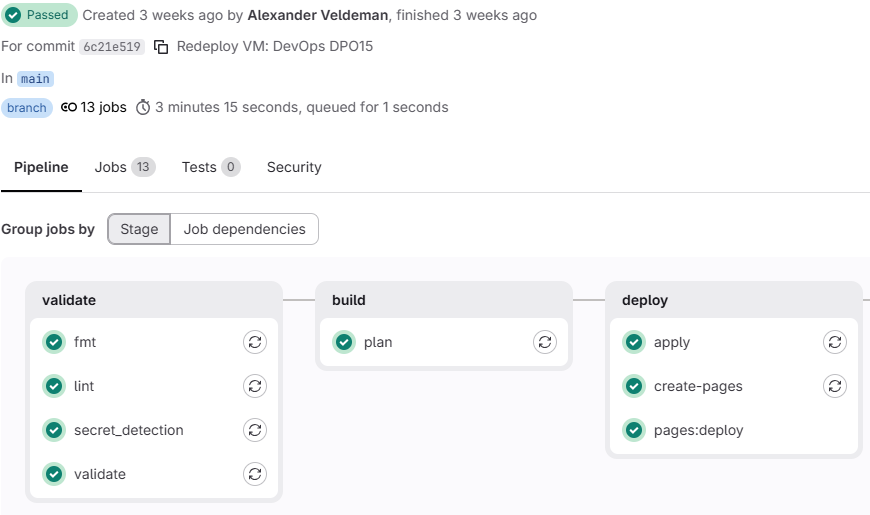 Passed Created 3 weeks ago by Alexander Veldeman, finished 3 weeks ago
For commit 6c21e519 Redeploy VM: DevOps DPO15
In main
branch 13 jobs 3 minutes 15 seconds, queued for 1 seconds
Pipeline Jobs 13 Tests 0 Security
Group jobs by Stage Job dependencies
validate
fmt
lint
secret_detection
validate
build
plan
deploy
apply
create-pages
pages:deploy